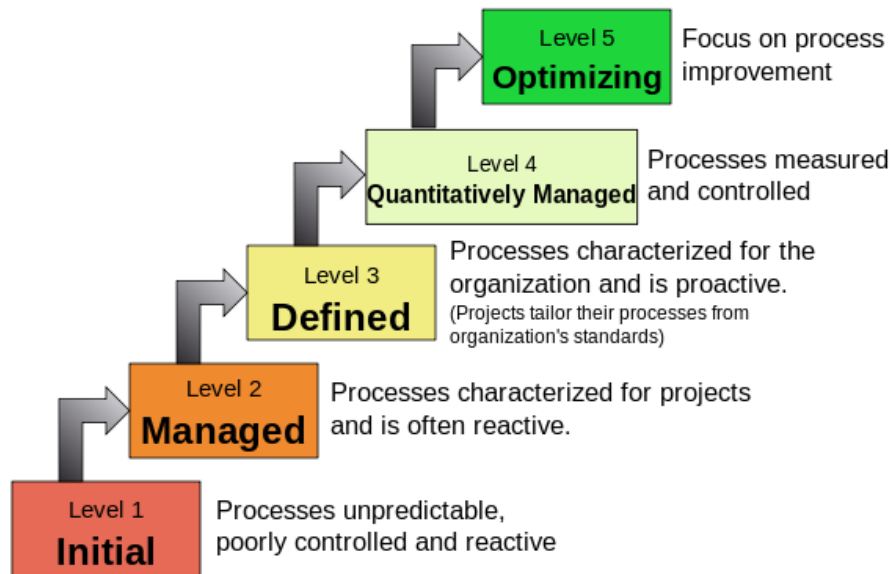 Level 5
Optimizing
Focus on process
improvement
Level 4
Quantitatively Managed
Processes measured
and controlled
Level 3
Defined
Processes characterized for the
organization and is proactive.
(Projects tailor their processes from
organization's standards)
Level 2
Managed
Processes characterized for projects
and is often reactive.
Level 1
Initial
Processes unpredictable,
poorly controlled and reactive